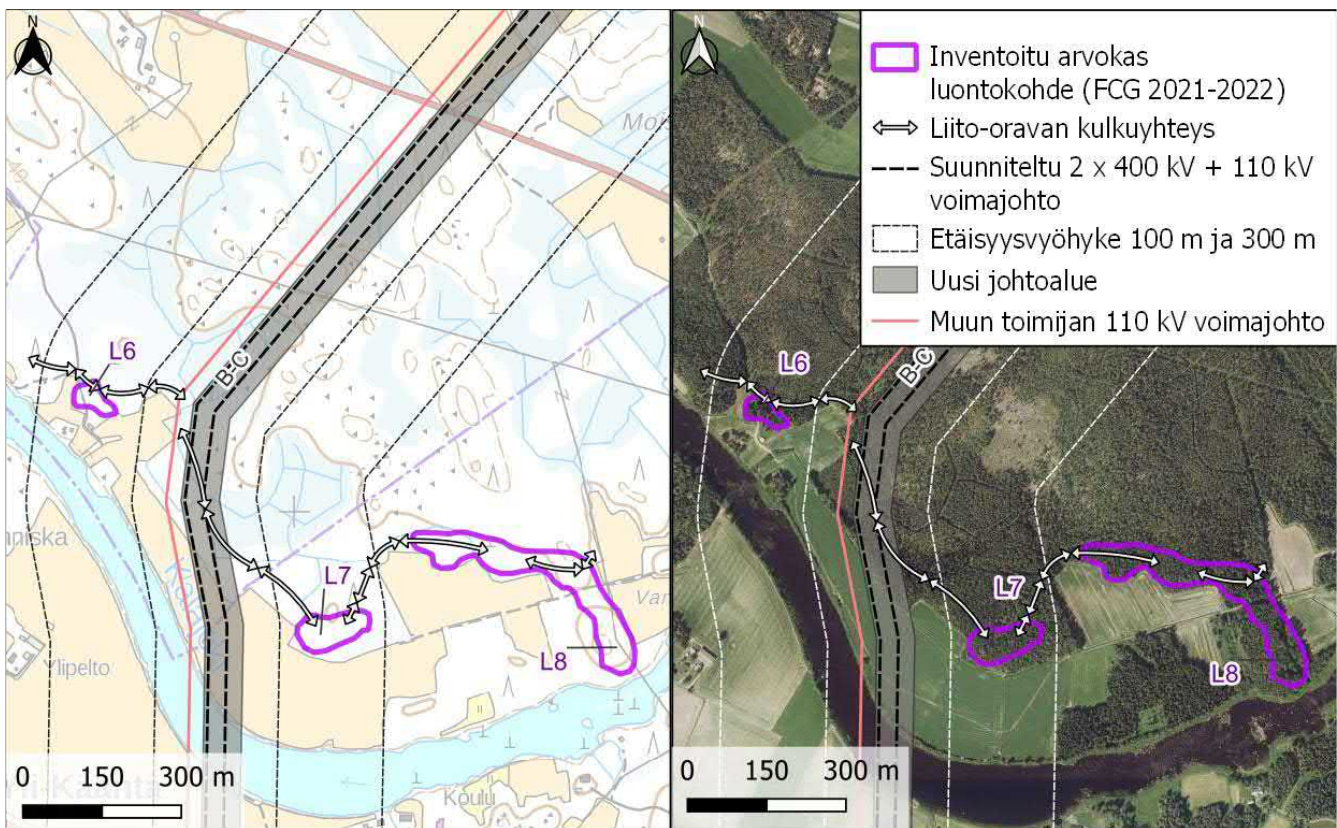 N
L6
B-C
L7
L8
Ylipelto
Koulu
0 150 300 m
N
L6
B-C
L7
L8
0 150 300 m
Inventoitu arvokas
luontokohde (FCG 2021-2022)
Liito-oravan kulkuyhteys
Suunniteltu 2 x 400 kV + 110 kV
voimajohto
Etäisyysvyöhyke 100 m ja 300 m
Uusi johtoalue
Muun toimijan 110 kV voimajohto